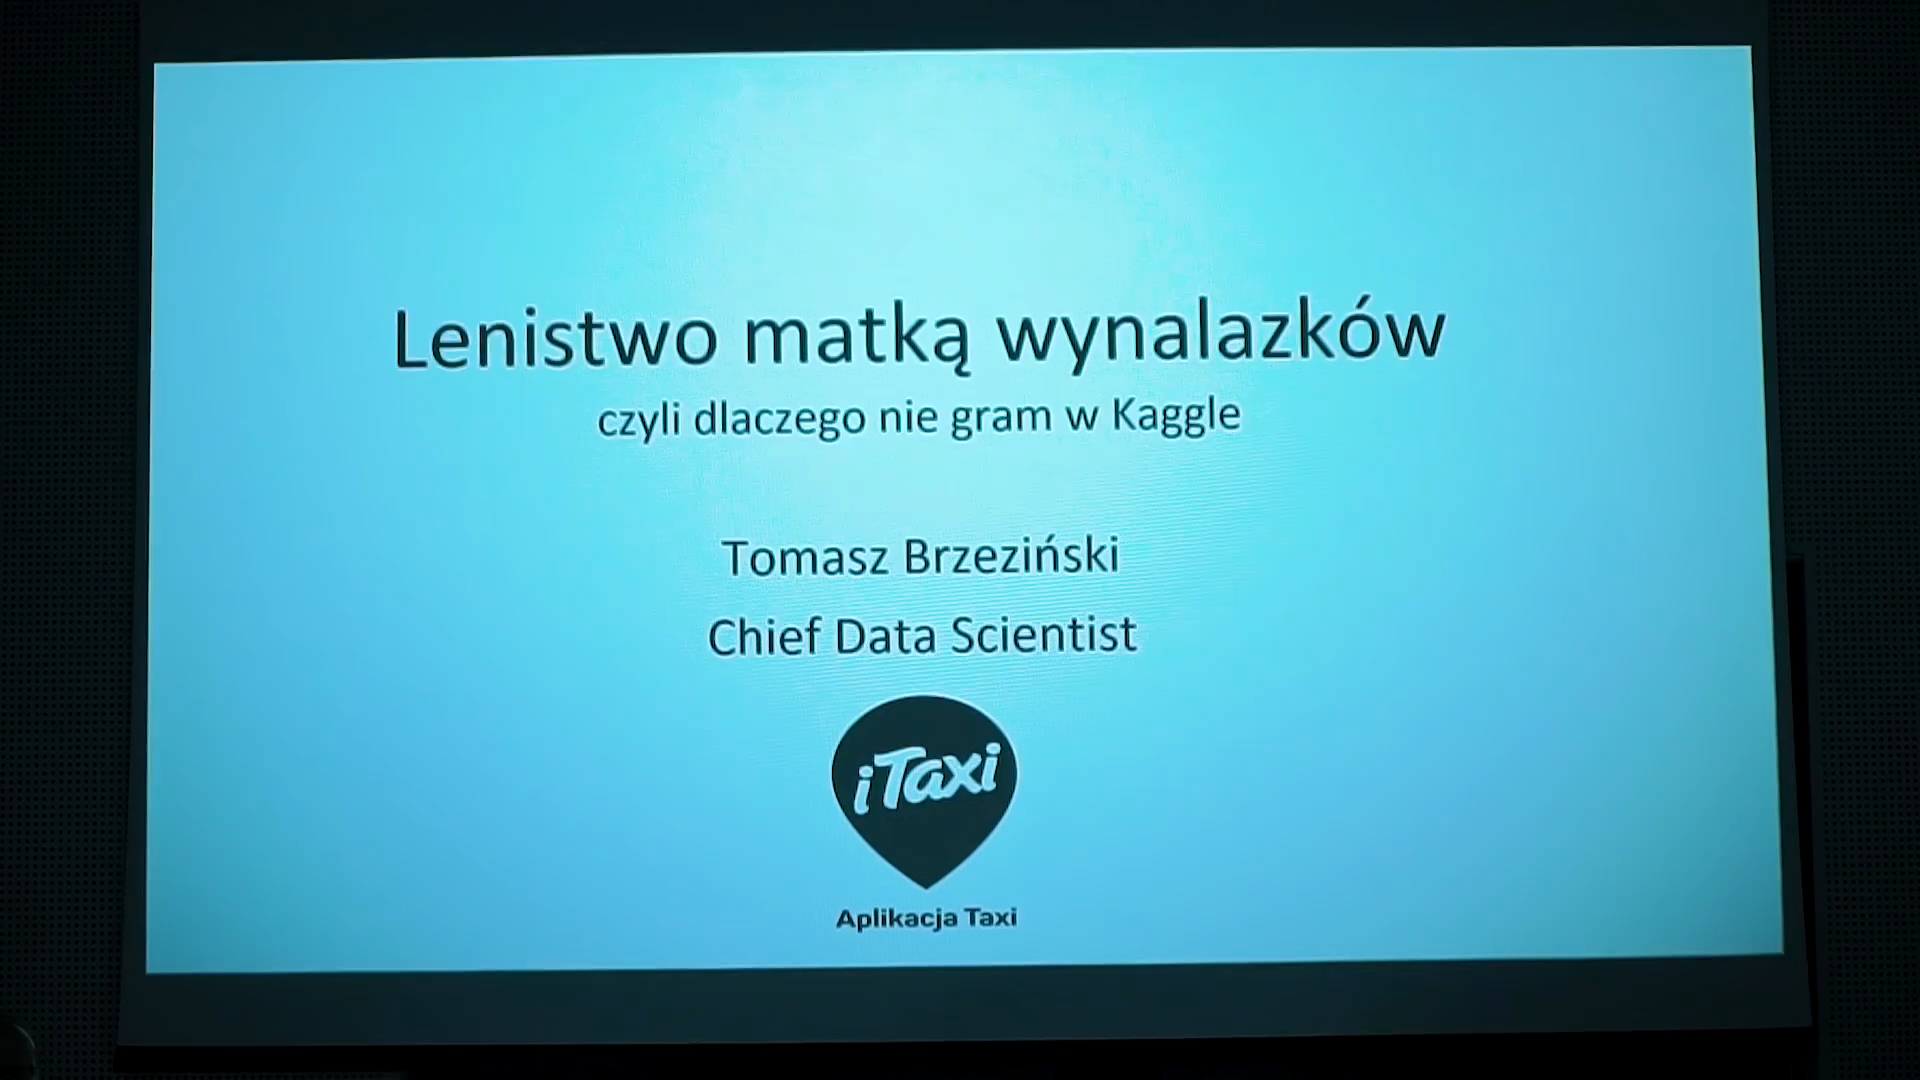 Lenistwo matką wynalazków
czyli dlaczego nie gram w Kaggle
Tomasz Brzeziński
Chief Data Scientist
iTaxi
Aplikacja Taxi